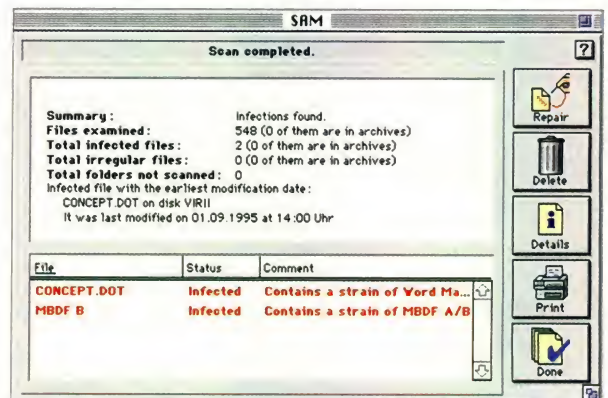 SAM
Scan completed.
?
Summary: Infections found.
Files examined: 548 (0 of them are in archives)
Total infected files: 2 (0 of them are in archives)
Total irregular files: 0 (0 of them are in archives)
Total folders not scanned: 0
Infected file with the earliest modification date:
CONCEPT.DOT on disk VIRII
It was last modified on 01.09.1995 at 14:00 Uhr
File Status Comment
CONCEPT.DOT Infected Contains a strain of Word Ma...
MBDF B Infected Contains a strain of MBDF A/B
Repair
Delete
Details
Print
Done